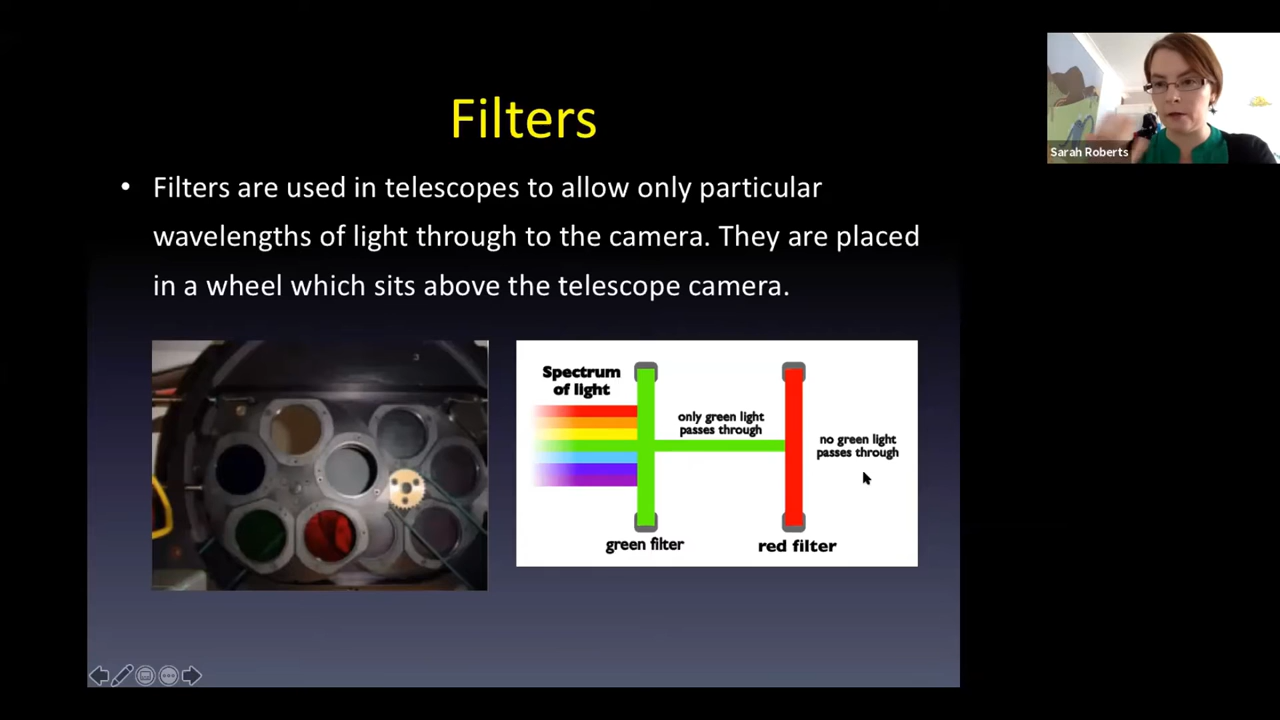 Filters
Sarah Roberts
• Filters are used in telescopes to allow only particular
wavelengths of light through to the camera. They are placed
in a wheel which sits above the telescope camera.
Spectrum
of light
only green light
passes through
no green light
passes through
green filter
red filter